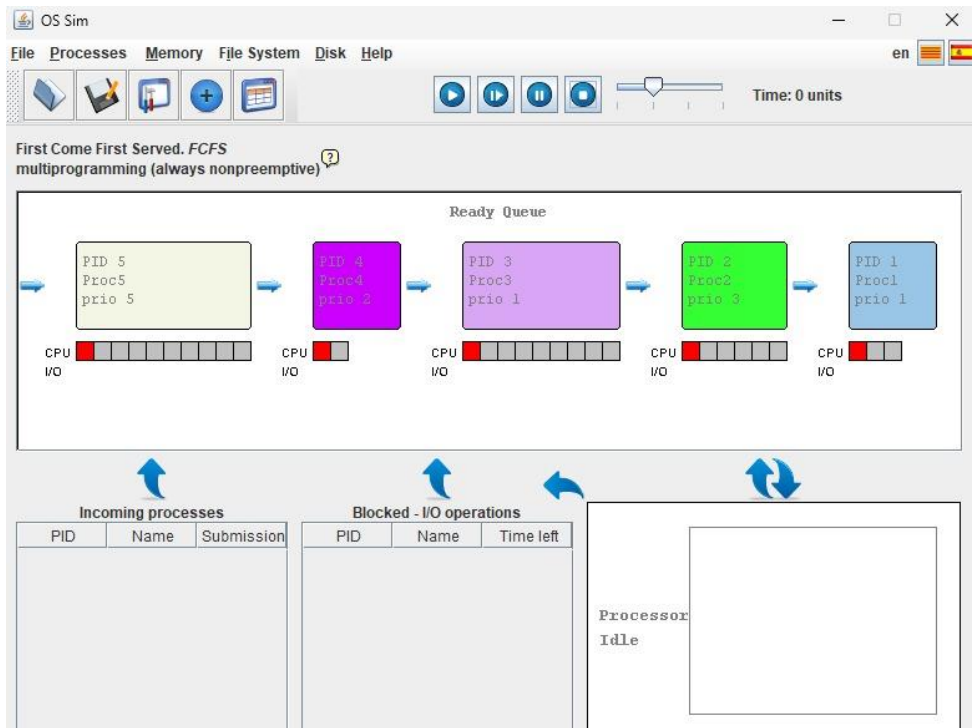 OS Sim
File Processes Memory File System Disk Help en
Time: 0 units
First Come First Served. FCFS
multiprogramming (always nonpreemptive) ?
Ready Queue
PID 5
Proc5
prio 5
PID 4
Proc4
prio 2
PID 3
Proc3
prio 1
PID 2
Proc2
prio 3
PID 1
Proc1
prio 1
CPU CPU CPU CPU CPU
I/O I/O I/O I/O I/O
Incoming processes
PID Name Submission
Blocked - I/O operations
PID Name Time left
Processor
Idle